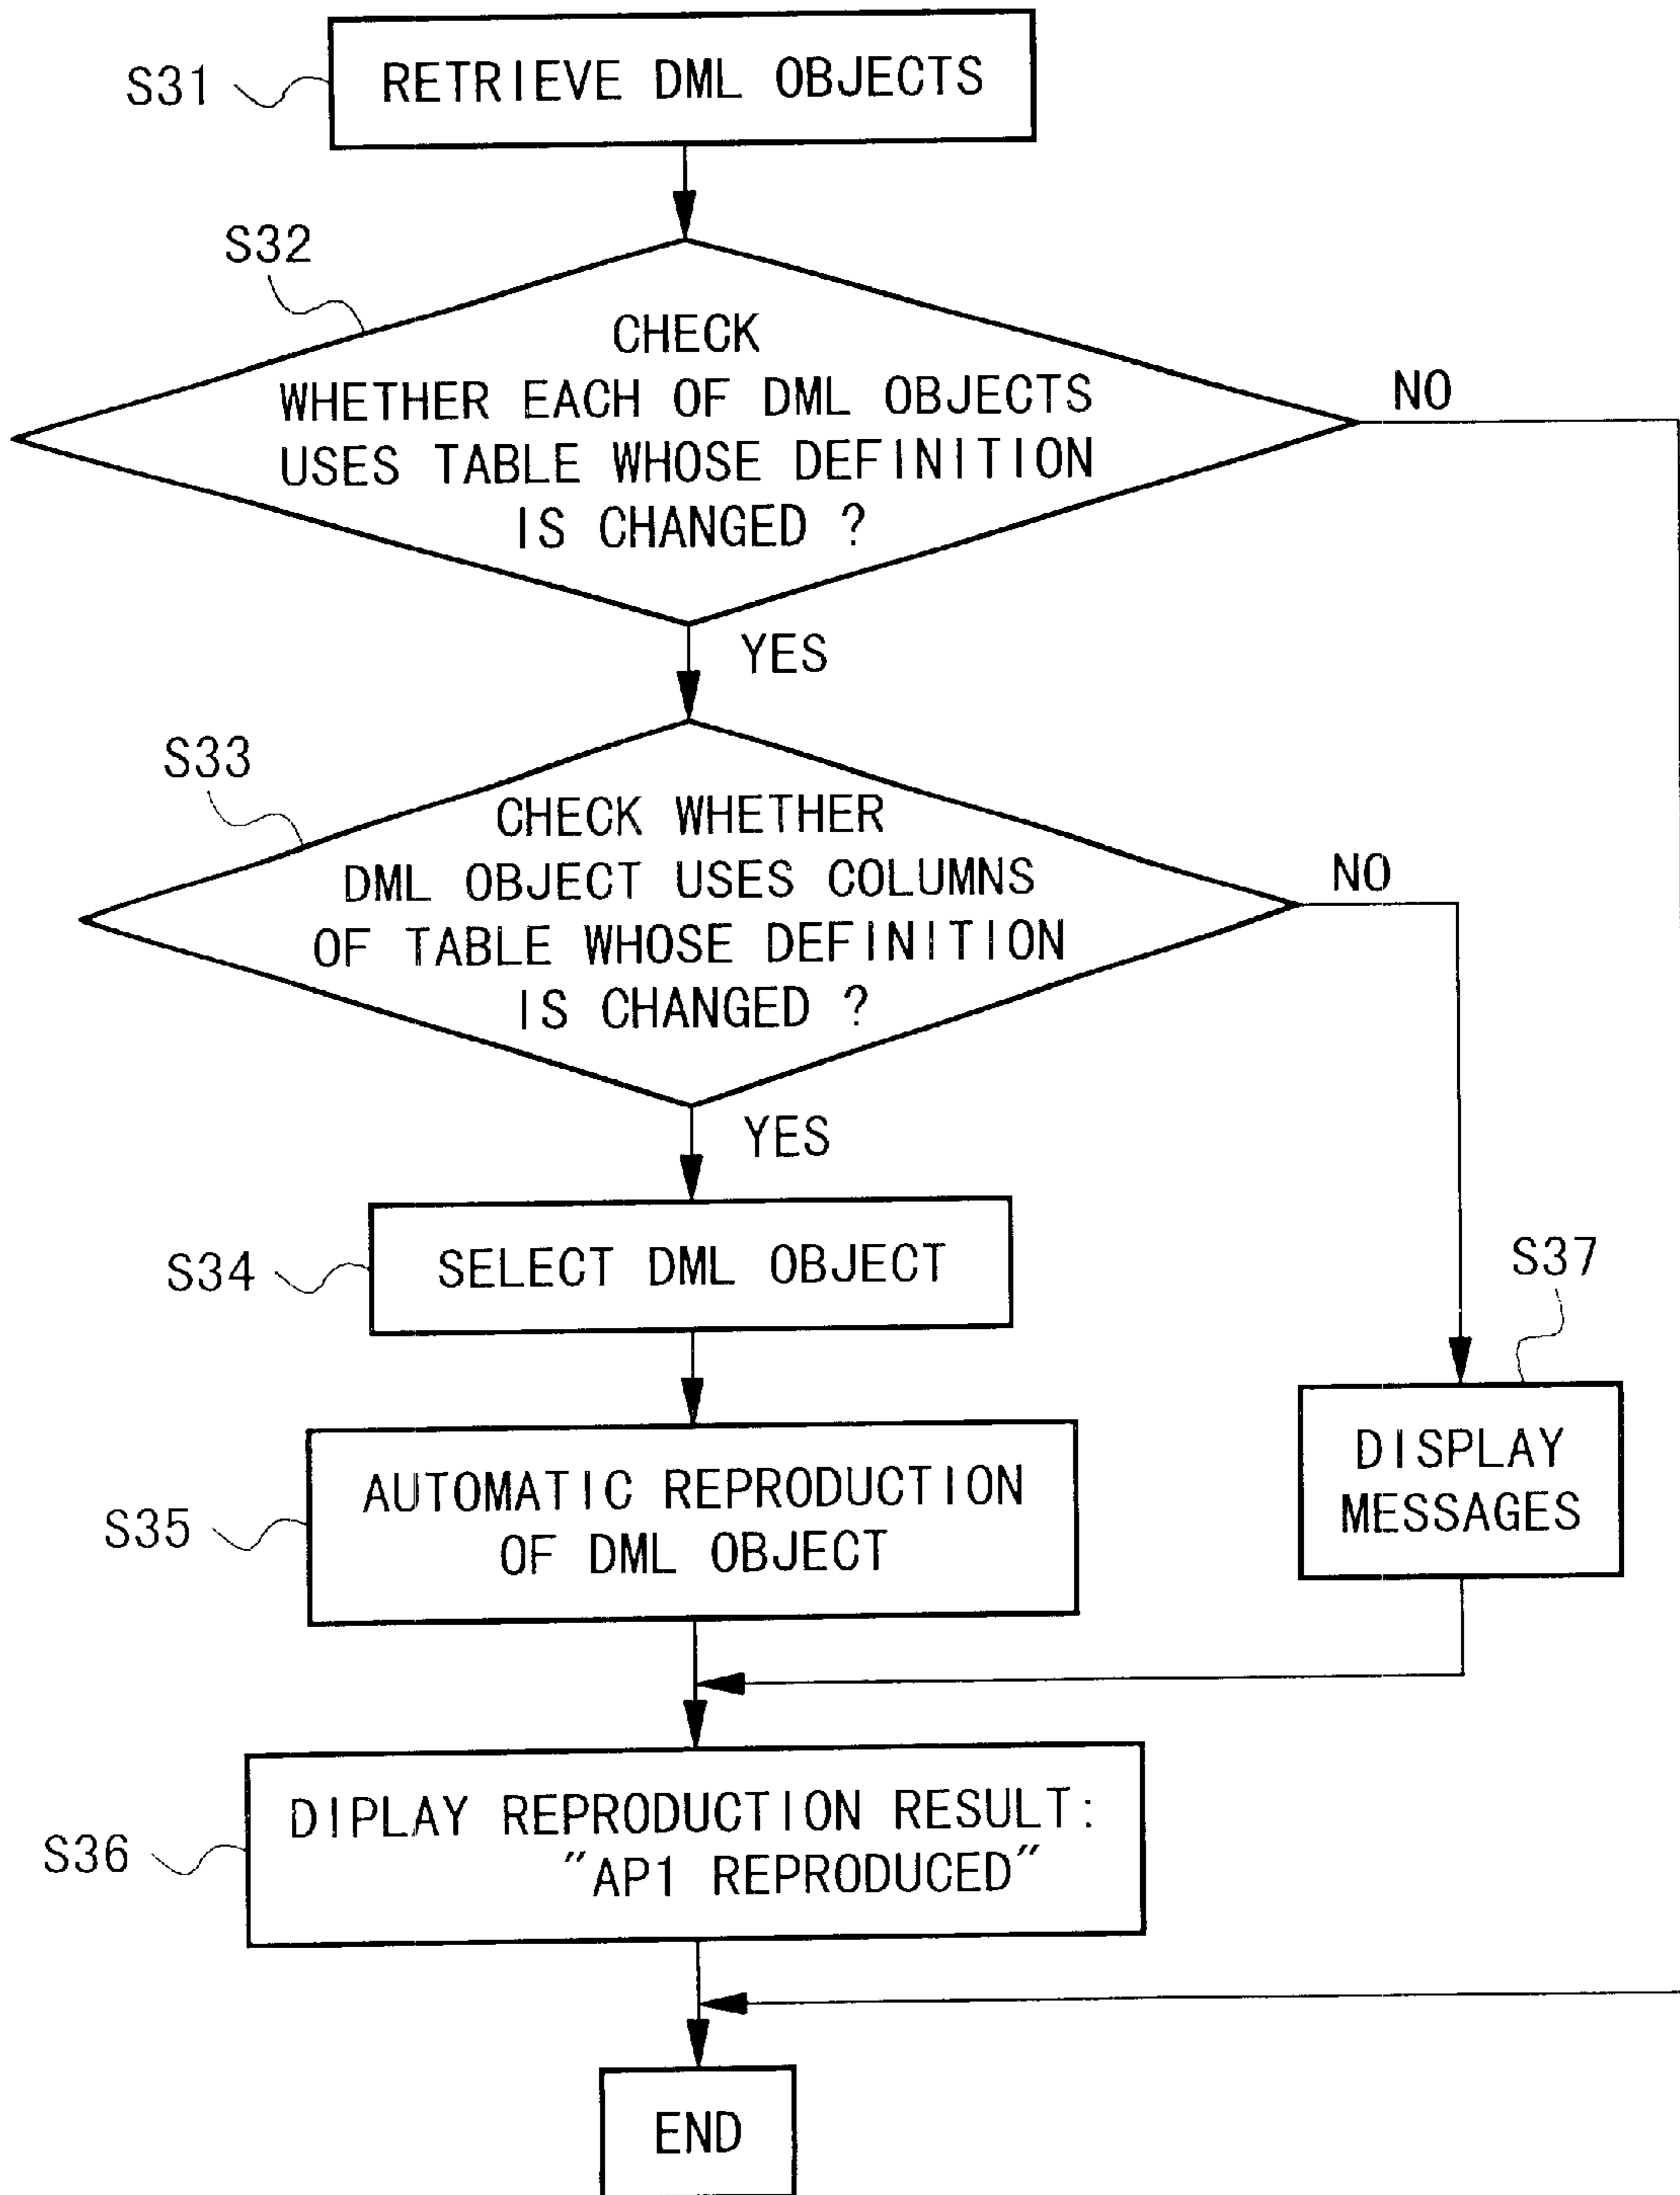 S31
RETRIEVE DML OBJECTS
S32
CHECK
WHETHER EACH OF DML OBJECTS
USES TABLE WHOSE DEFINITION
IS CHANGED ?
NO
YES
S33
CHECK WHETHER
DML OBJECT USES COLUMNS
OF TABLE WHOSE DEFINITION
IS CHANGED ?
NO
YES
S34
SELECT DML OBJECT
S37
DISPLAY
MESSAGES
S35
AUTOMATIC REPRODUCTION
OF DML OBJECT
S36
DIPLAY REPRODUCTION RESULT:
"AP1 REPRODUCED"
END